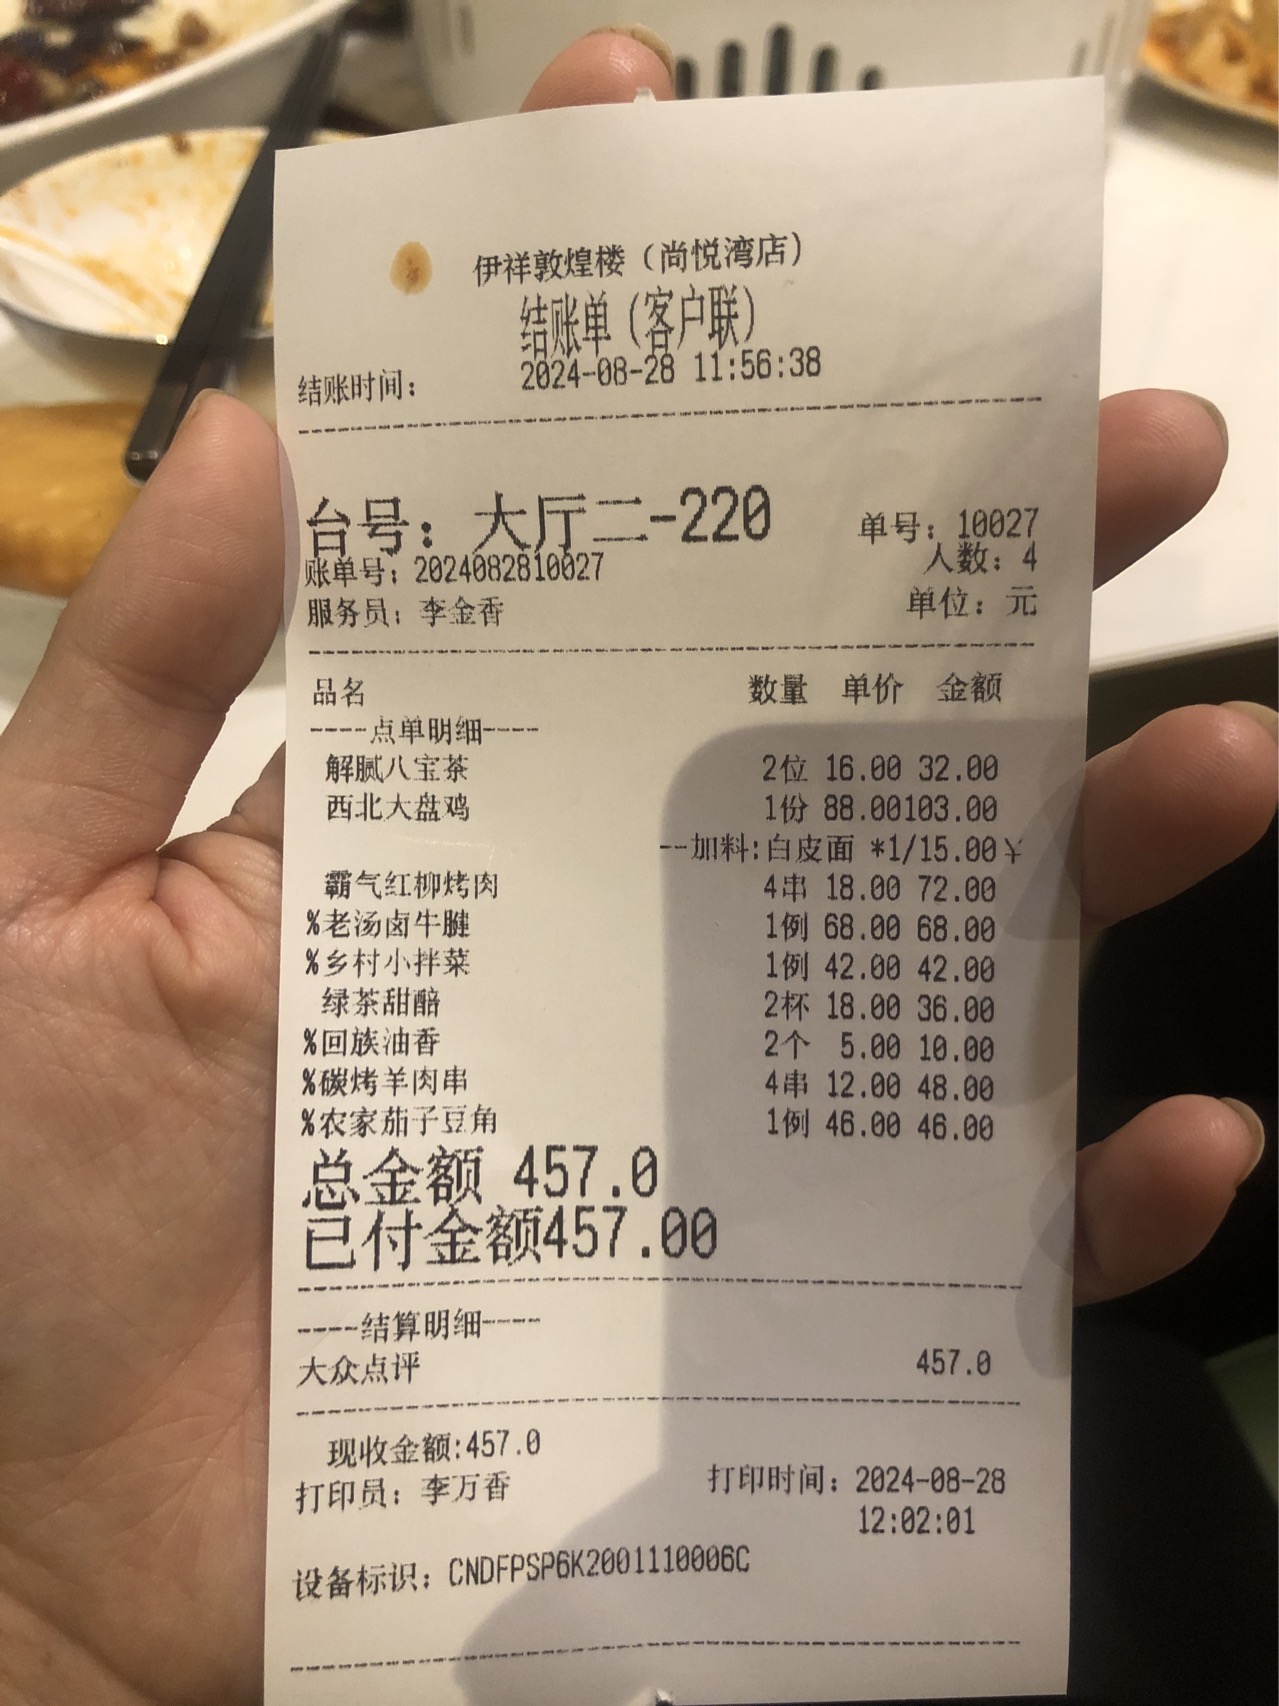 伊祥敦煌楼（尚悦湾店）
结账单（客户联）
结账时间： 2024-08-28 11:56:38
台号：大厅二-220 单号：10027
账单号：2024082810027 人数：4
服务员：李金香 单位：元
品名 数量 单价 金额
----点单明细----
解腻八宝茶 2位 16.00 32.00
西北大盘鸡 1份 88.00103.00
--加料:白皮面 *1/15.00￥
霸气红柳烤肉 4串 18.00 72.00
%老汤卤牛腱 1例 68.00 68.00
%乡村小拌菜 1例 42.00 42.00
绿茶甜醅 2杯 18.00 36.00
%回族油香 2个 5.00 10.00
%碳烤羊肉串 4串 12.00 48.00
%农家茄子豆角 1例 46.00 46.00
总金额 457.0
已付金额457.00
----结算明细----
大众点评 457.0
现收金额:457.0
打印员：李万香 打印时间：2024-08-28
12:02:01
设备标识：CNDFPSP6K2001110006C